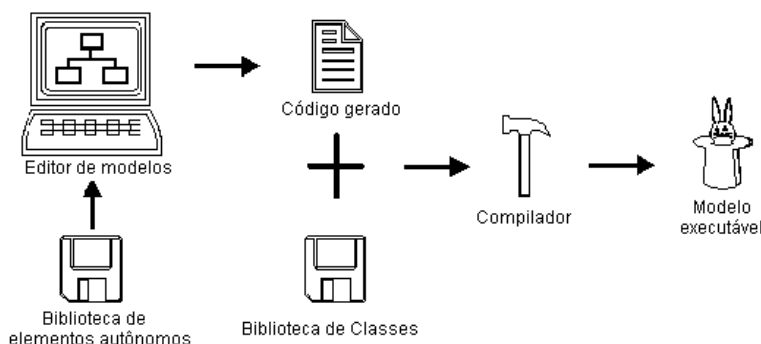 Editor de modelos
Código gerado
Compilador
Modelo
executável
Biblioteca de
elementos autônomos
Biblioteca de Classes